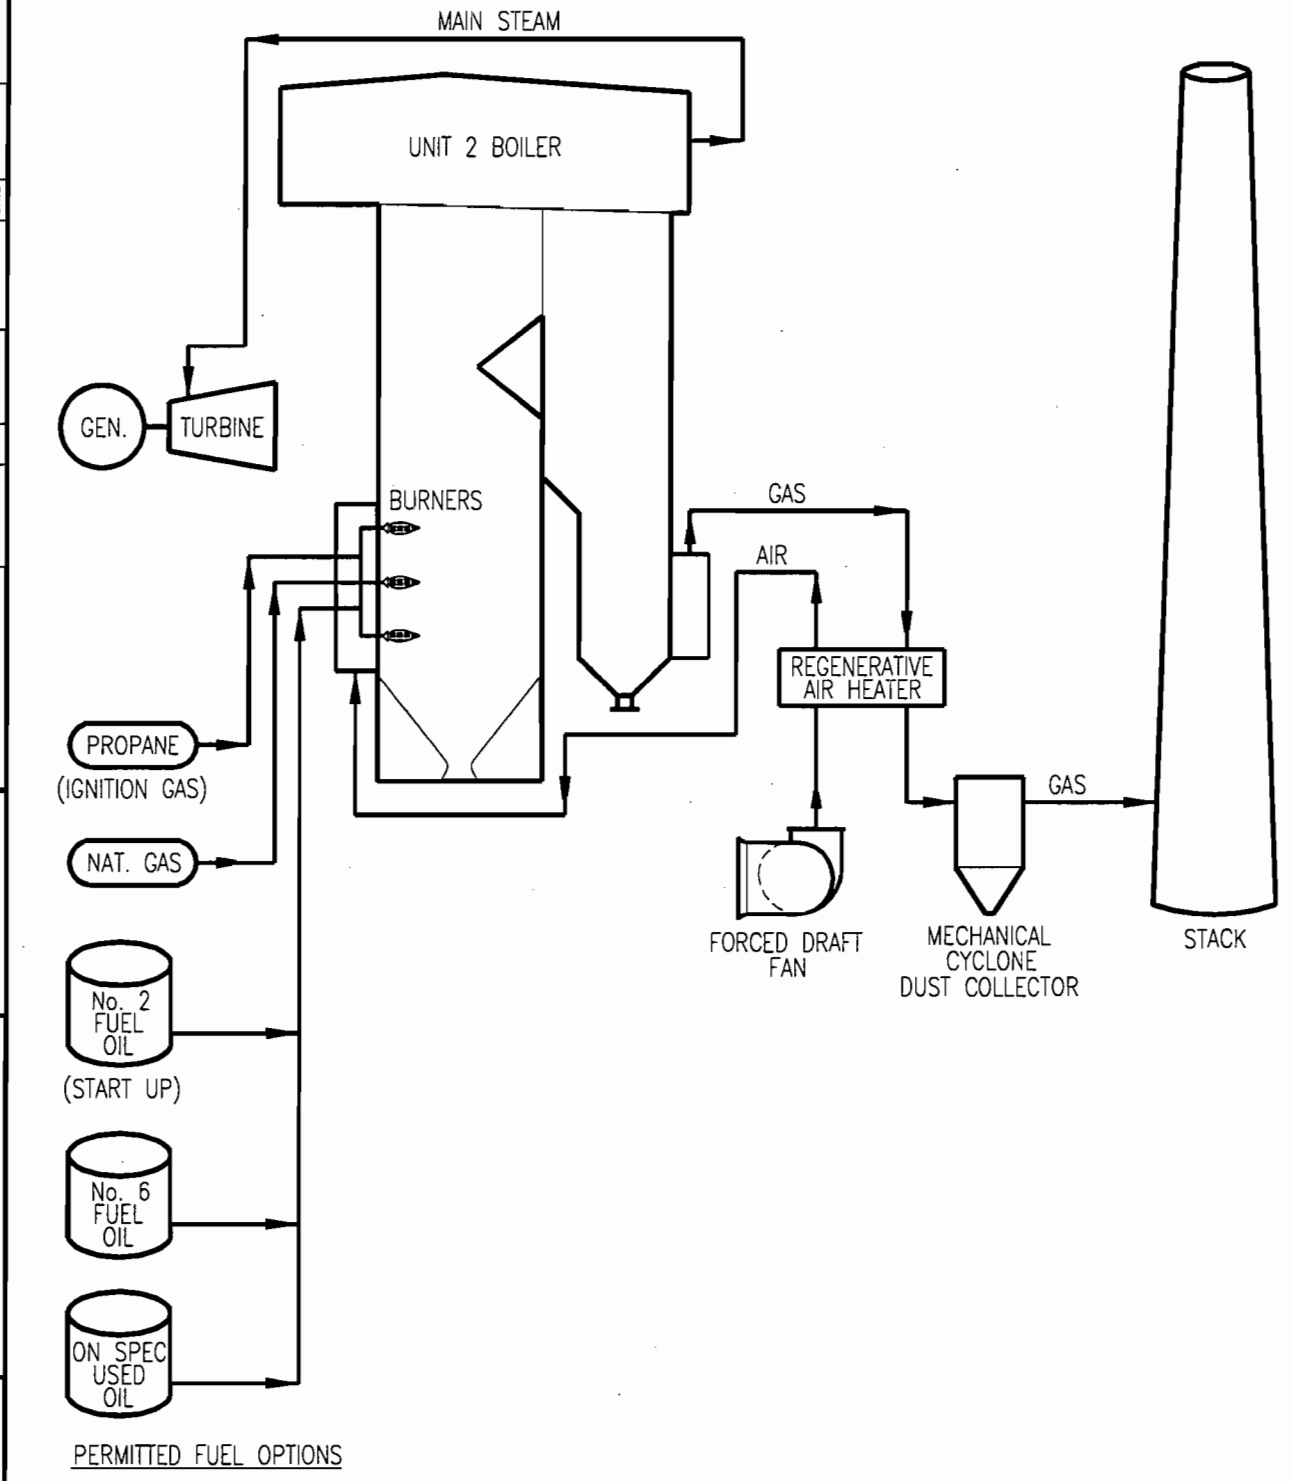 MAIN STEAM
UNIT 2 BOILER
GEN.
TURBINE
BURNERS
GAS
AIR
REGENERATIVE
AIR HEATER
PROPANE
(IGNITION GAS)
GAS
NAT. GAS
FORCED DRAFT
FAN
MECHANICAL
CYCLONE
DUST COLLECTOR
STACK
No. 2
FUEL
OIL
(START UP)
No. 6
FUEL
OIL
ON SPEC
USED
OIL
PERMITTED FUEL OPTIONS